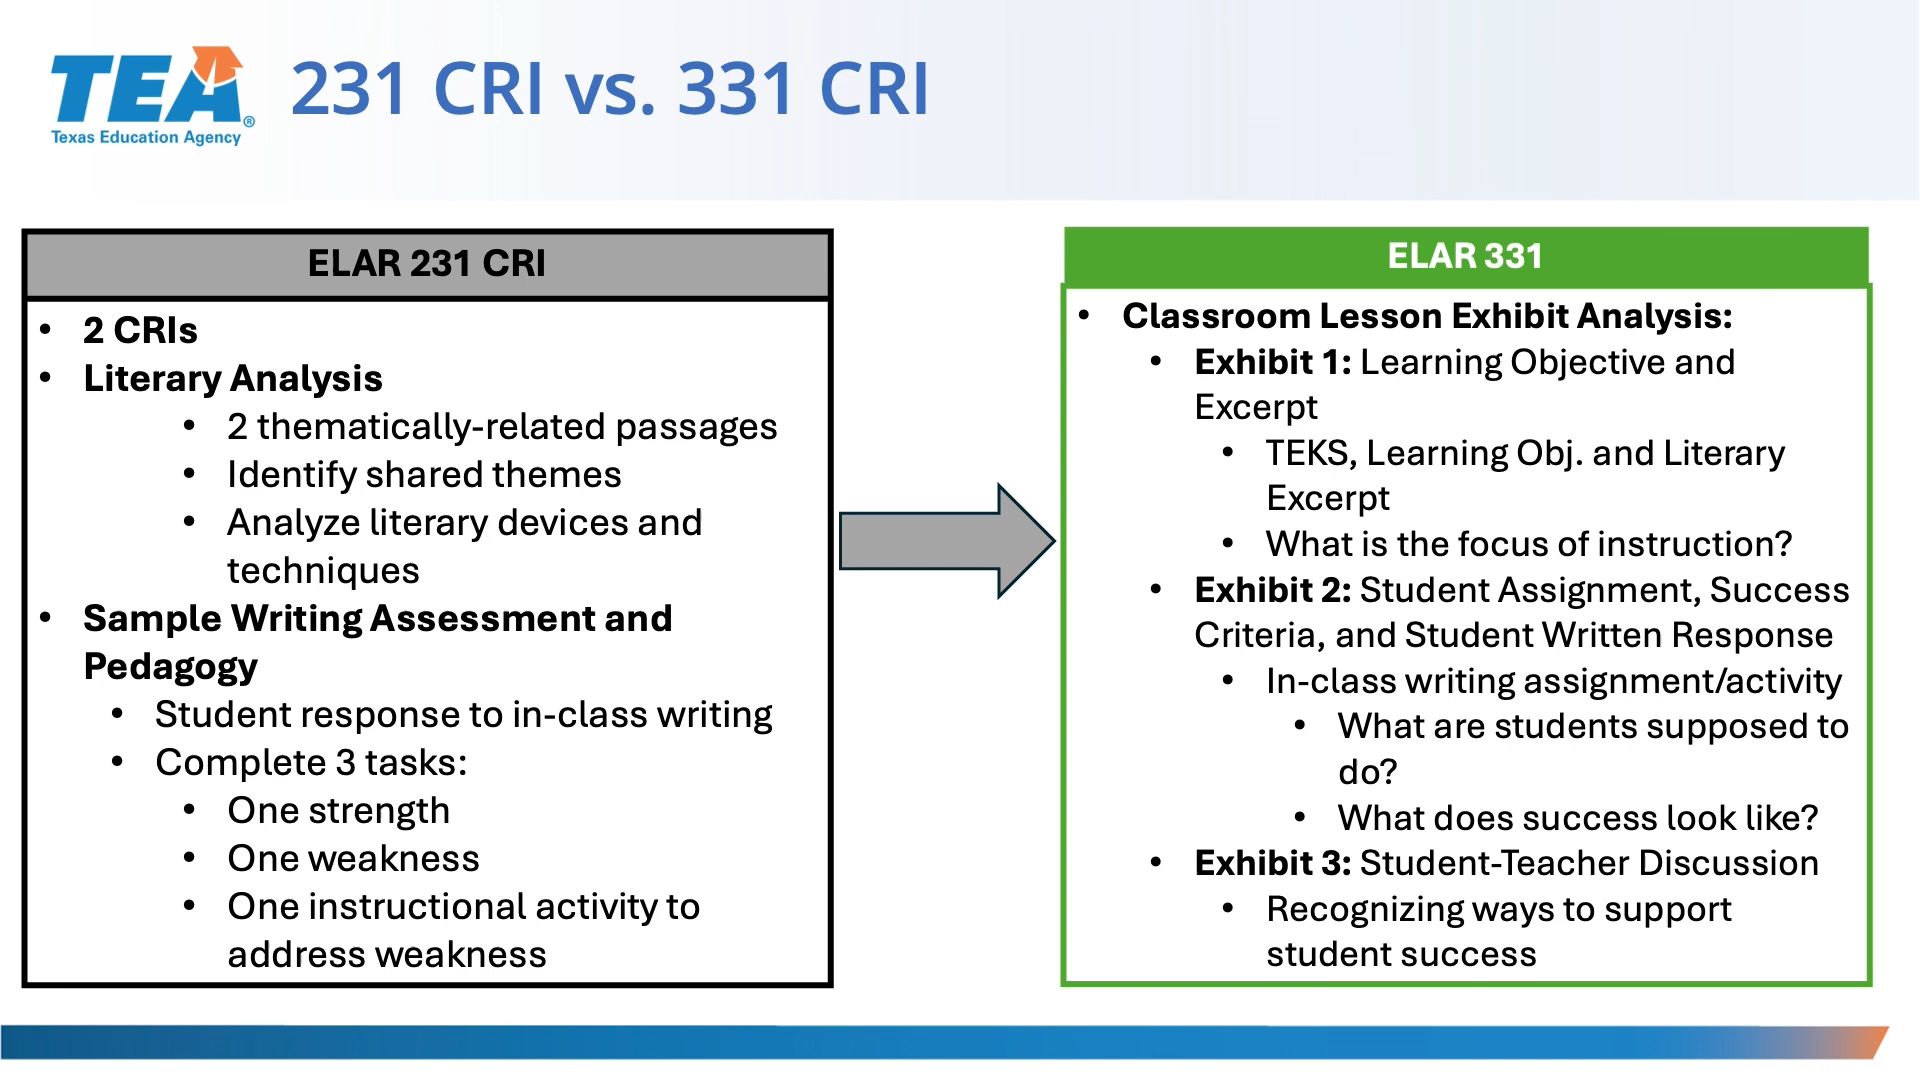 TEA®
Texas Education Agency
231 CRI vs. 331 CRI
ELAR 231 CRI
• 2 CRIs
• Literary Analysis
• 2 thematically-related passages
• Identify shared themes
• Analyze literary devices and
techniques
• Sample Writing Assessment and
Pedagogy
• Student response to in-class writing
• Complete 3 tasks:
• One strength
• One weakness
• One instructional activity to
address weakness
ELAR 331
• Classroom Lesson Exhibit Analysis:
• Exhibit 1: Learning Objective and
Excerpt
• TEKS, Learning Obj. and Literary
Excerpt
• What is the focus of instruction?
• Exhibit 2: Student Assignment, Success
Criteria, and Student Written Response
• In-class writing assignment/activity
• What are students supposed to
do?
• What does success look like?
• Exhibit 3: Student-Teacher Discussion
• Recognizing ways to support
student success